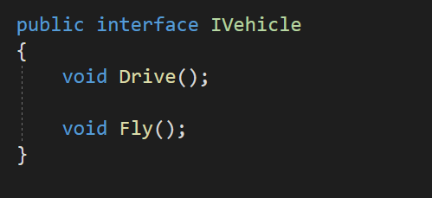 public interface IVehicle
{
    void Drive();
    void Fly();
}